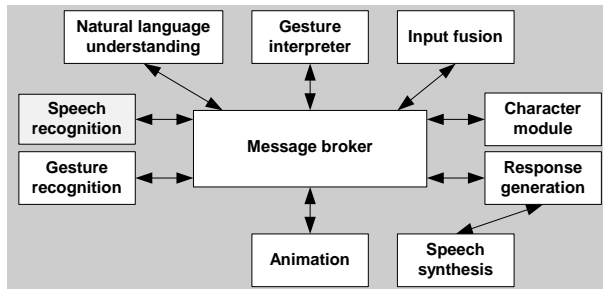 Natural language
understanding
Gesture
interpreter
Input fusion
Speech
recognition
Message broker
Character
module
Gesture
recognition
Response
generation
Animation
Speech
synthesis